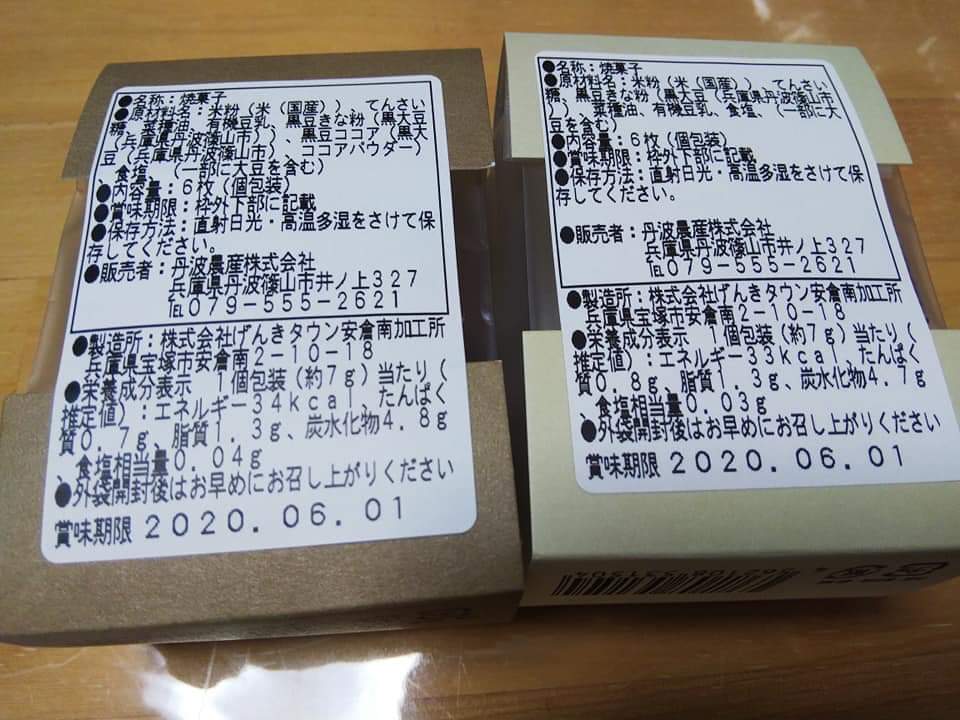 ●名称：焼菓子
●原材料名：米粉（米（国産））、てんさい
糖、菜種油、有機豆乳、黒豆きな粉（黒大豆
（兵庫県丹波篠山市））、黒豆ココア（黒大
豆（兵庫県丹波篠山市）、ココアパウダー）
、食塩、（一部に大豆を含む）
●内容量：6枚（個包装）
●賞味期限：枠外下部に記載
●保存方法：直射日光・高温多湿をさけて保
存してください。
●販売者：丹波農産株式会社
兵庫県丹波篠山市井ノ上327
℡079-555-2621
●製造所：株式会社げんきタウン安倉南加工所
兵庫県宝塚市安倉南2-10-18
●栄養成分表示　1個包装（約7g）当たり（
推定値）：エネルギー34kcal、たんぱく
質0.7g、脂質1.3g、炭水化物4.8g
、食塩相当量0.04g
●外袋開封後はお早めにお召し上がりください
賞味期限 2020.06.01
●名称：焼菓子
●原材料名：米粉（米（国産））、てんさい
糖、黒豆きな粉（黒大豆（兵庫県丹波篠山市
））、菜種油、有機豆乳、食塩、（一部に大
豆を含む）
●内容量：6枚（個包装）
●賞味期限：枠外下部に記載
●保存方法：直射日光・高温多湿をさけて保
存してください。
●販売者：丹波農産株式会社
兵庫県丹波篠山市井ノ上327
℡079-555-2621
●製造所：株式会社げんきタウン安倉南加工所
兵庫県宝塚市安倉南2-10-18
●栄養成分表示　1個包装（約7g）当たり（
推定値）：エネルギー33kcal、たんぱく
質0.8g、脂質1.3g、炭水化物4.7g
、食塩相当量0.03g
●外袋開封後はお早めにお召し上がりください
賞味期限 2020.06.01